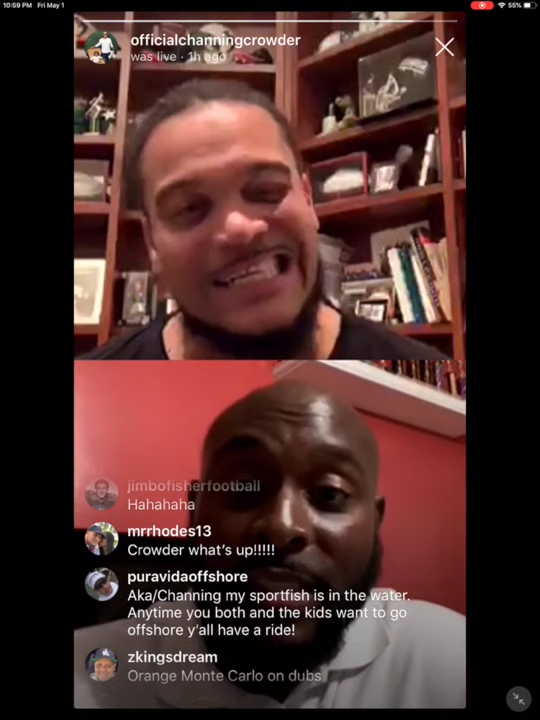 10:59 PM Fri May 1
55%
officialchanningcrowder
was live · 1h ago
jimbofisherfootball
Hahahaha
mrrhodes13
Crowder what's up!!!!!
puravidaoffshore
Aka/Channing my sportfish is in the water.
Anytime you both and the kids want to go
offshore y'all have a ride!
zkingsdream
Orange Monte Carlo on dubs